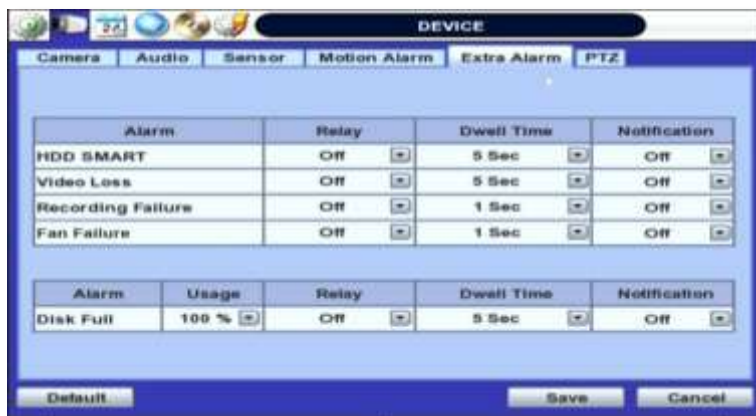 DEVICE
Camera Audio Sensor Motion Alarm Extra Alarm PTZ
Alarm Relay Dwell Time Notification
HDD SMART Off 5 Sec Off
Video Loss Off 5 Sec Off
Recording Failure Off 1 Sec Off
Fan Failure Off 1 Sec Off
Alarm Usage Relay Dwell Time Notification
Disk Full 100 % Off 5 Sec Off
Default Save Cancel